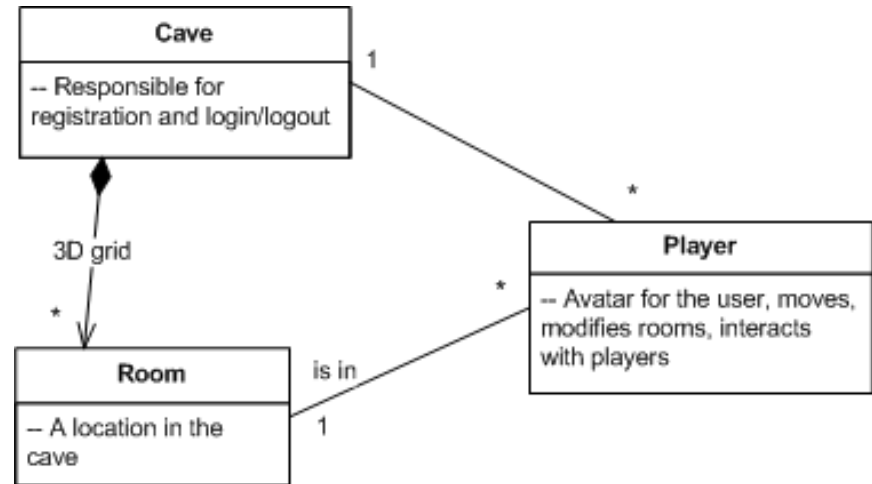 Cave
-- Responsible for
registration and login/logout
1
*
3D grid
*
Player
-- Avatar for the user, moves,
modifies rooms, interacts
with players
*
is in
1
Room
-- A location in the
cave